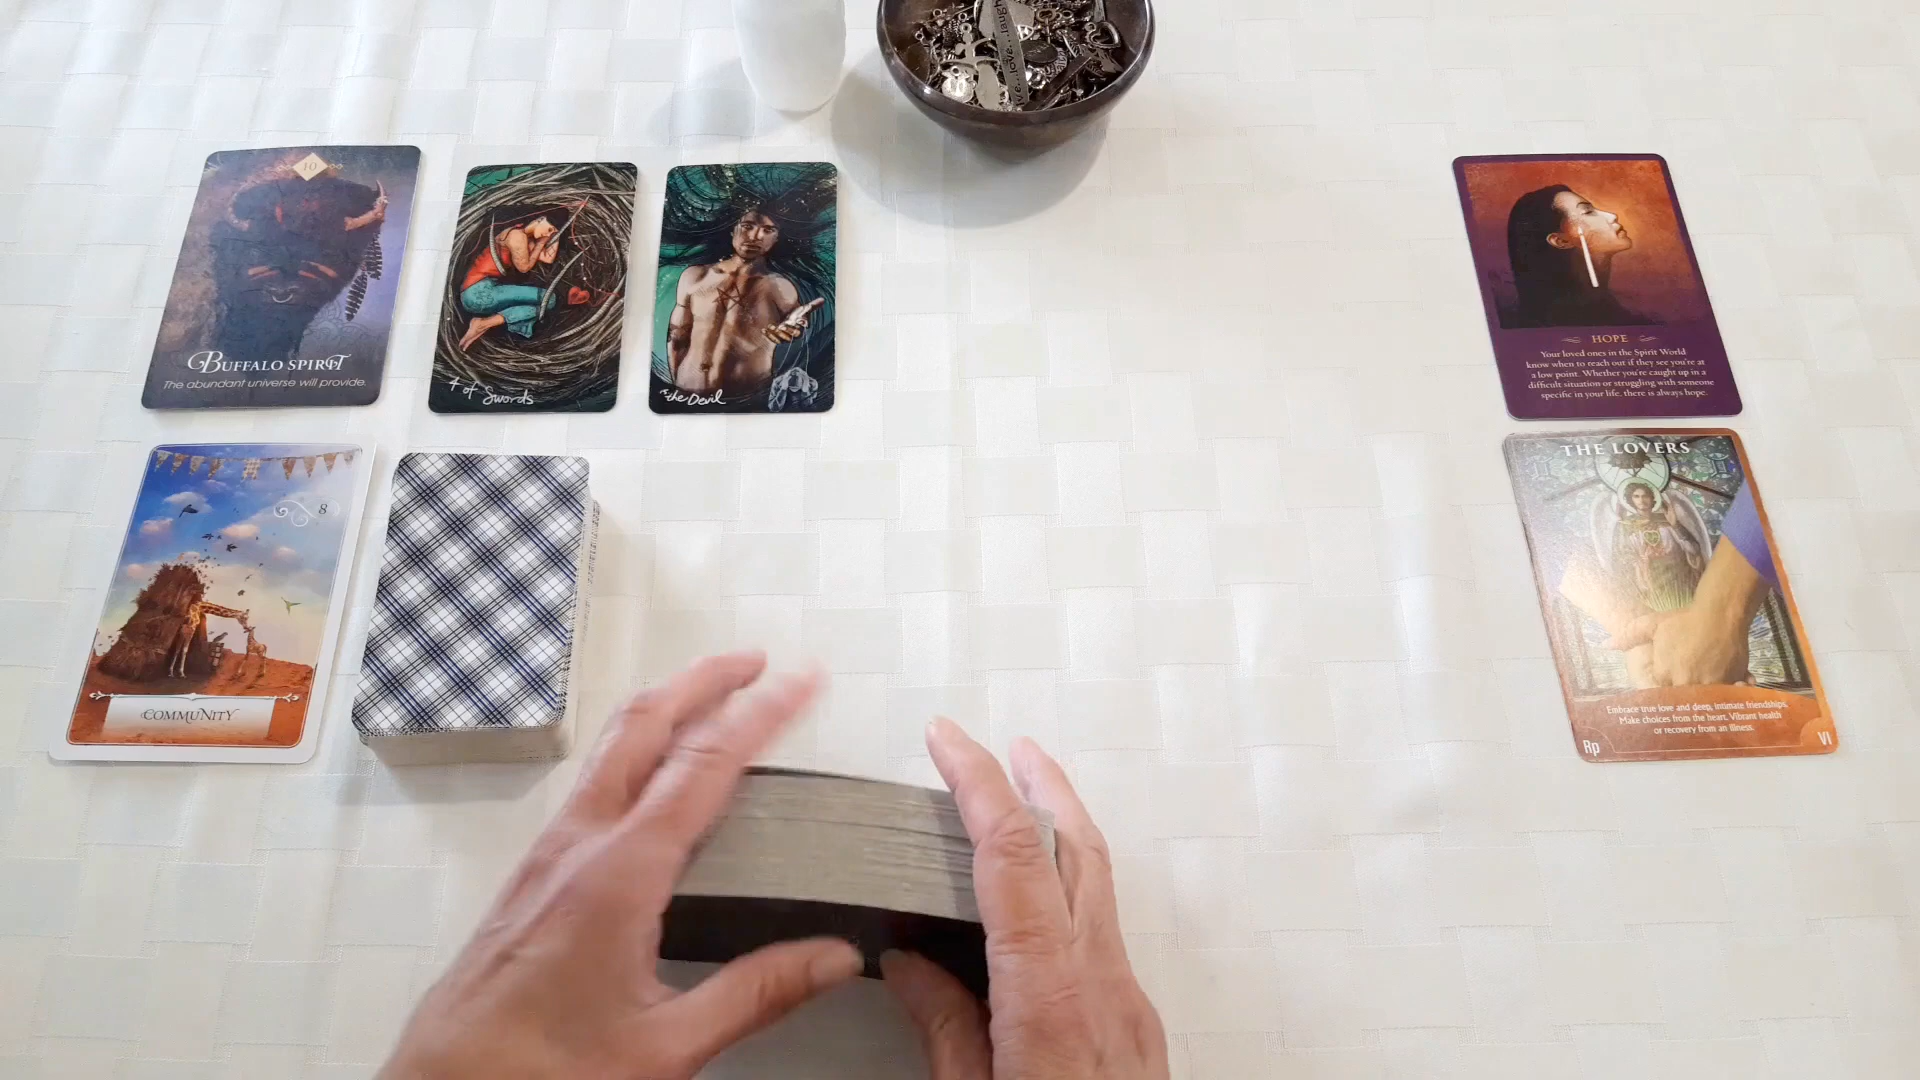 ve...love...laugh
10
BUFFALO SPIRIT
The abundant universe will provide.
4 of Swords
the Devil
HOPE
Your loved ones in the Spirit World
know when to reach out if they see you're at
a low point. Whether you're caught up in a
difficult situation or struggling with someone
specific in your life, there is always hope.
8
COMMUNITY
THE LOVERS
Embrace true love and deep, intimate friendships.
Make choices from the heart. Vibrant health
or recovery from an illness.
Rp
VI